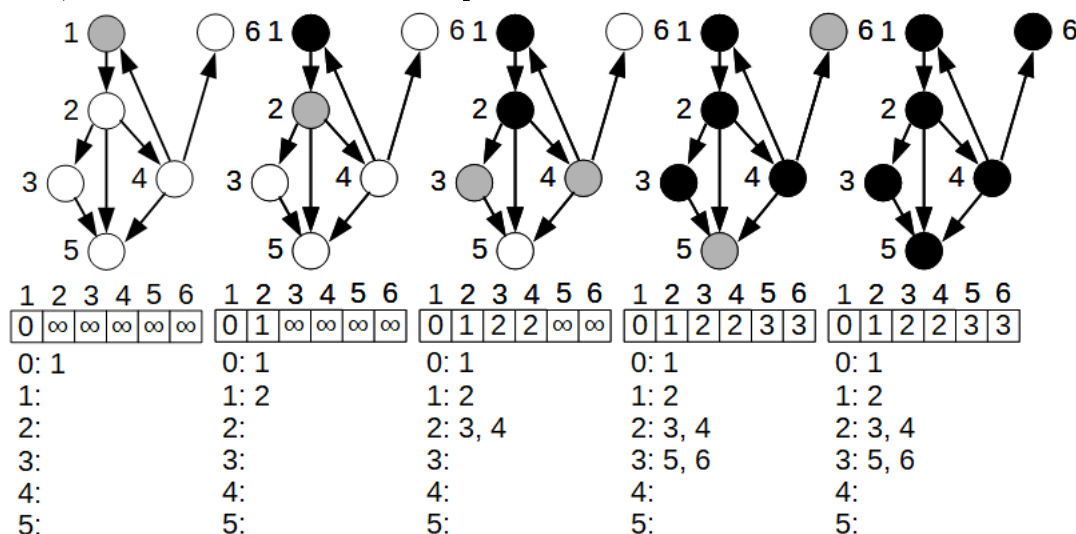 1 6 1 6 1 6 1 6 1 6
2 2 2 2 2
3 4 3 4 3 4 3 4 3 4
5 5 5 5 5
1 2 3 4 5 6 1 2 3 4 5 6 1 2 3 4 5 6 1 2 3 4 5 6 1 2 3 4 5 6
0 ∞ ∞ ∞ ∞ ∞ 0 1 ∞ ∞ ∞ ∞ 0 1 2 2 ∞ ∞ 0 1 2 2 3 3 0 1 2 2 3 3
0: 1 0: 1 0: 1 0: 1 0: 1
1: 1: 2 1: 2 1: 2 1: 2
2: 2: 2: 3, 4 2: 3, 4 2: 3, 4
3: 3: 3: 3: 5, 6 3: 5, 6
4: 4: 4: 4: 4:
5: 5: 5: 5: 5: